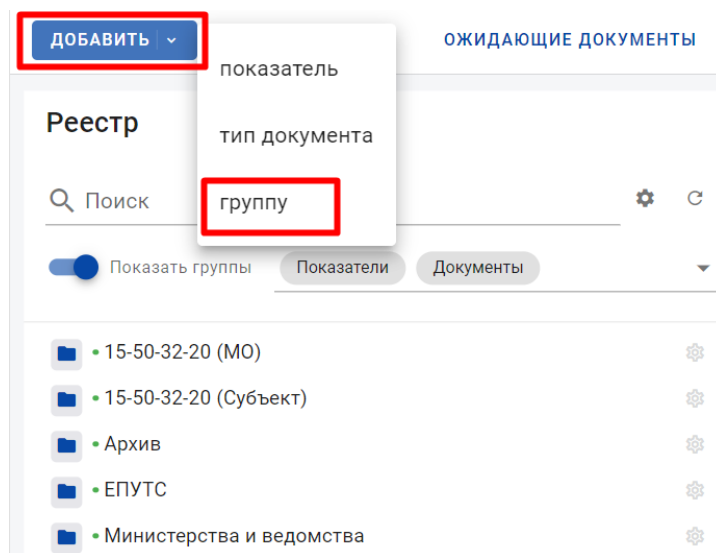 ДОБАВИТЬ
ОЖИДАЮЩИЕ ДОКУМЕНТЫ
показатель
тип документа
группу
Реестр
Поиск
Показать группы Показатели Документы
15-50-32-20 (МО)
15-50-32-20 (Субъект)
Архив
ЕПУТС
Министерства и ведомства